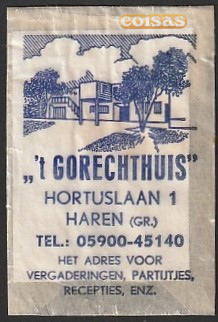 coisas
„'t GORECHTHUIS"
HORTUSLAAN 1
HAREN (GR.)
TEL.: 05900-45140
HET ADRES VOOR
VERGADERINGEN, PARTIJTJES,
RECEPTIES, ENZ.